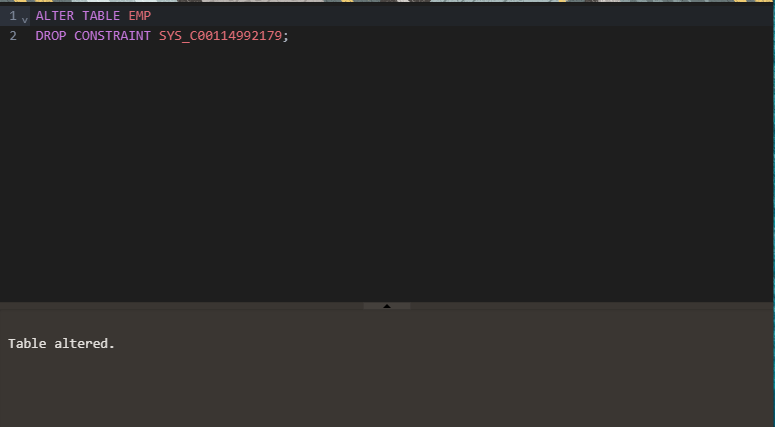 1 ALTER TABLE EMP
2 DROP CONSTRAINT SYS_C00114992179;
Table altered.